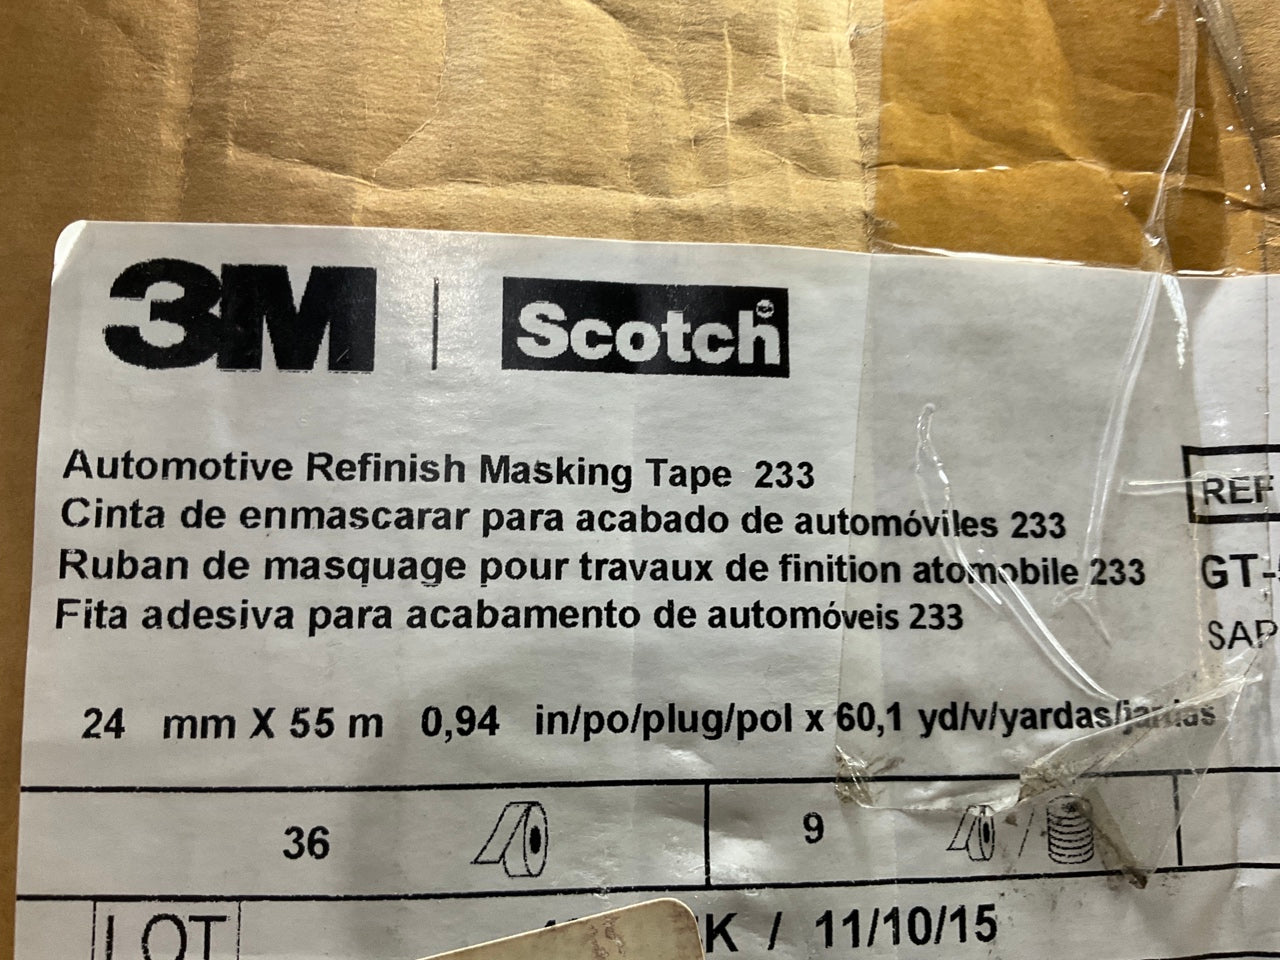 3M | Scotch
Automotive Refinish Masking Tape 233
Cinta de enmascarar para acabado de automóviles 233
Ruban de masquage pour travaux de finition atomobile 233
Fita adesiva para acabamento de automóveis 233
REF
GT-
SAP
24 mm X 55 m 0,94 in/po/plug/pol x 60,1 yd/v/yardas/jardas
36 9 /
LOT K / 11/10/15